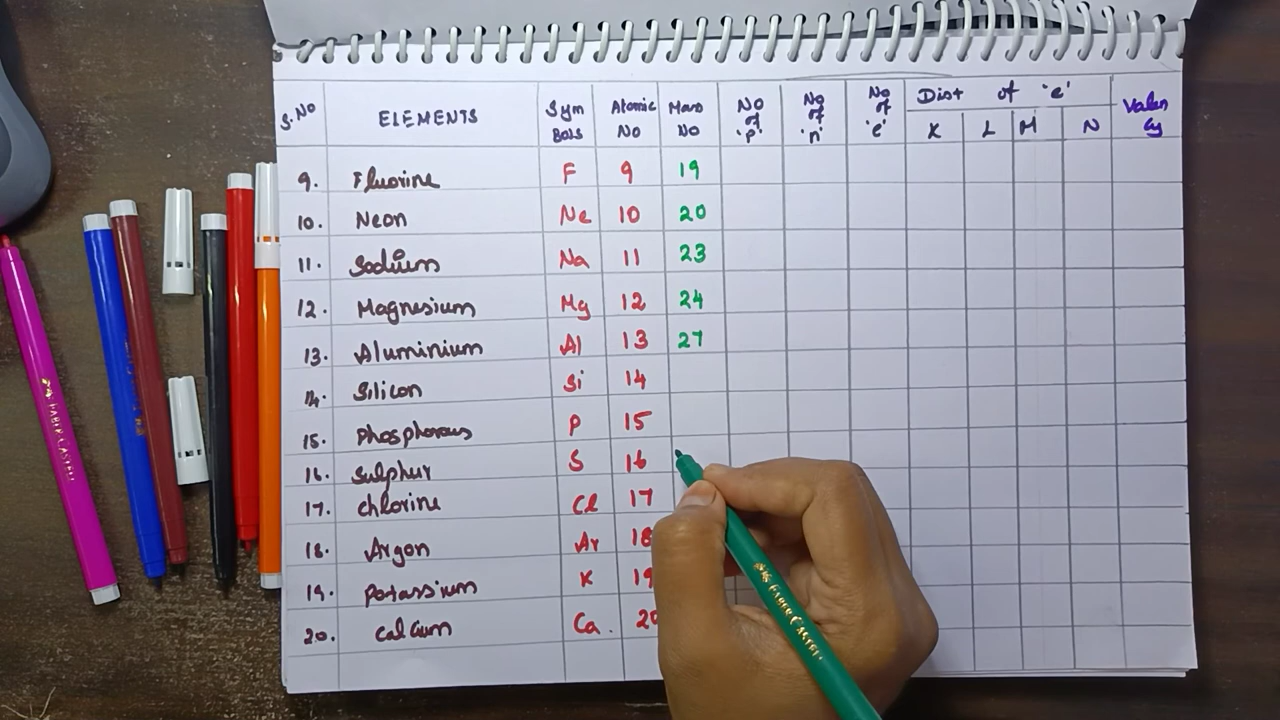 S.No ELEMENTS Sym Bols Atomic No Mass No No of 'p' No of 'n' No of 'e' Dist of 'e' K L M N Valen cy
9. Fluorine F 9 19
10. Neon Ne 10 20
11. Sodium Na 11 23
12. Magnesium Mg 12 24
13. Aluminium Al 13 27
14. Silicon Si 14
15. Phosphorous P 15
16. Sulphur S 16
17. Chlorine Cl 17
18. Argon Ar 18
19. Potassium K 19
20. Calcium Ca. 20
FABER-CASTELL
FABER-CASTELL